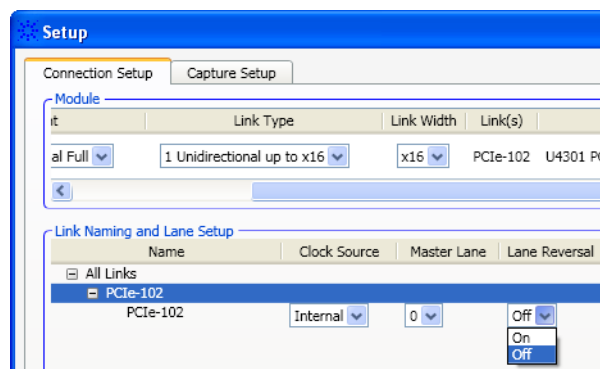 Setup
Connection Setup Capture Setup
Module
Link Type Link Width Link(s)
al Full 1 Unidirectional up to x16 x16 PCIe-102 U4301
Link Naming and Lane Setup
Name Clock Source Master Lane Lane Reversal
All Links
PCIe-102
PCIe-102 Internal 0 Off
On
Off